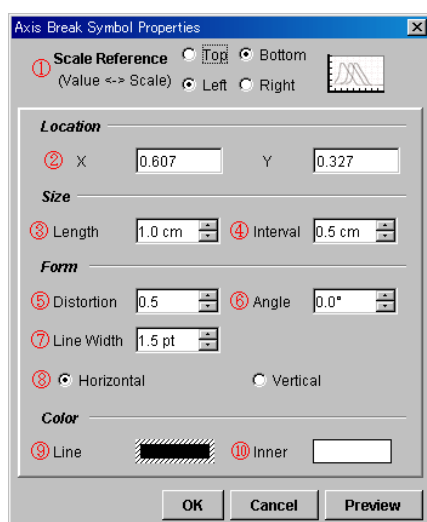 Axis Break Symbol Properties
① Scale Reference Top Bottom
(Value <-> Scale) Left Right
Location
② X 0.607 Y 0.327
Size
③ Length 1.0 cm ④ Interval 0.5 cm
Form
⑤ Distortion 0.5 ⑥ Angle 0.0°
⑦ Line Width 1.5 pt
⑧ Horizontal Vertical
Color
⑨ Line ⑩ Inner
OK Cancel Preview